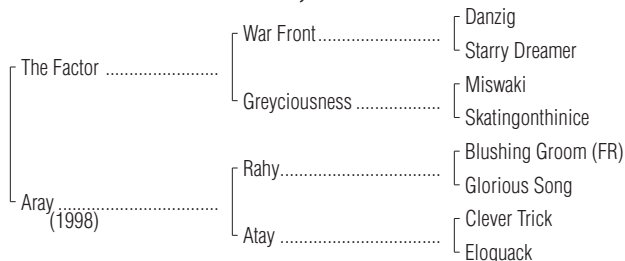 Danzig
War Front
Starry Dreamer
The Factor
Miswaki
Greyciousness
Skatingonthinice
Blushing Groom (FR)
Rahy
Glorious Song
Aray
(1998)
Clever Trick
Atay
Eloquack